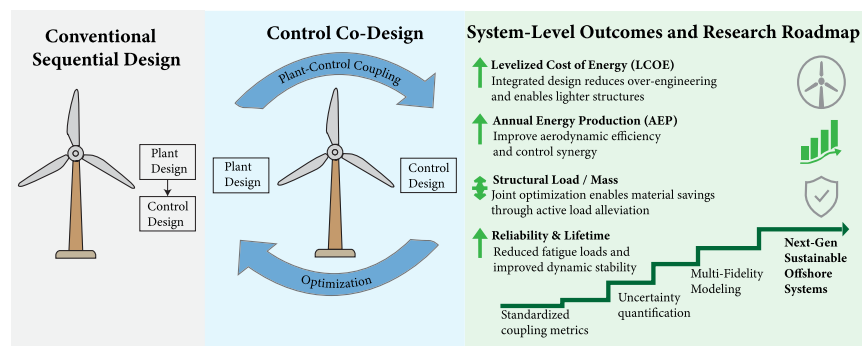 Conventional
Sequential Design
Plant
Design
Control
Design
Control Co-Design
Plant-Control Coupling
Plant
Design
Control
Design
Optimization
System-Level Outcomes and Research Roadmap
Levelized Cost of Energy (LCOE)
Integrated design reduces over-engineering
and enables lighter structures
Annual Energy Production (AEP)
Improve aerodynamic efficiency
and control synergy
Structural Load / Mass
Joint optimization enables material savings
through active load alleviation
Reliability & Lifetime
Reduced fatigue loads and
improved dynamic stability
Standardized
coupling metrics
Uncertainty
quantification
Multi-Fidelity
Modeling
Next-Gen
Sustainable
Offshore
Systems